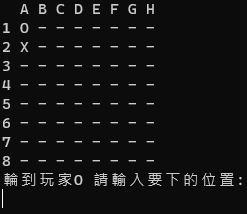 A B C D E F G H
1 O - - - - - - -
2 X - - - - - - -
3 - - - - - - - -
4 - - - - - - - -
5 - - - - - - - -
6 - - - - - - - -
7 - - - - - - - -
8 - - - - - - - -
輪到玩家O 請輸入要下的位置: